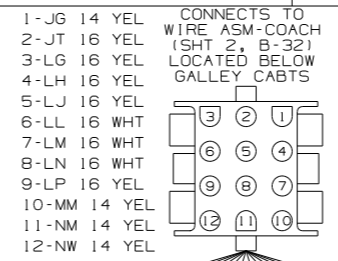 1-JG 14 YEL
2-JT 16 YEL
3-LG 16 YEL
4-LH 16 YEL
5-LJ 16 YEL
6-LL 16 WHT
7-LM 16 WHT
8-LN 16 WHT
9-LP 16 YEL
10-MM 14 YEL
11-NM 14 YEL
12-NW 14 YEL
CONNECTS TO
WIRE ASM-COACH
(SHT 2, B-32)
LOCATED BELOW
GALLEY CABTS
3 2 1
6 5 4
9 8 7
12 11 10